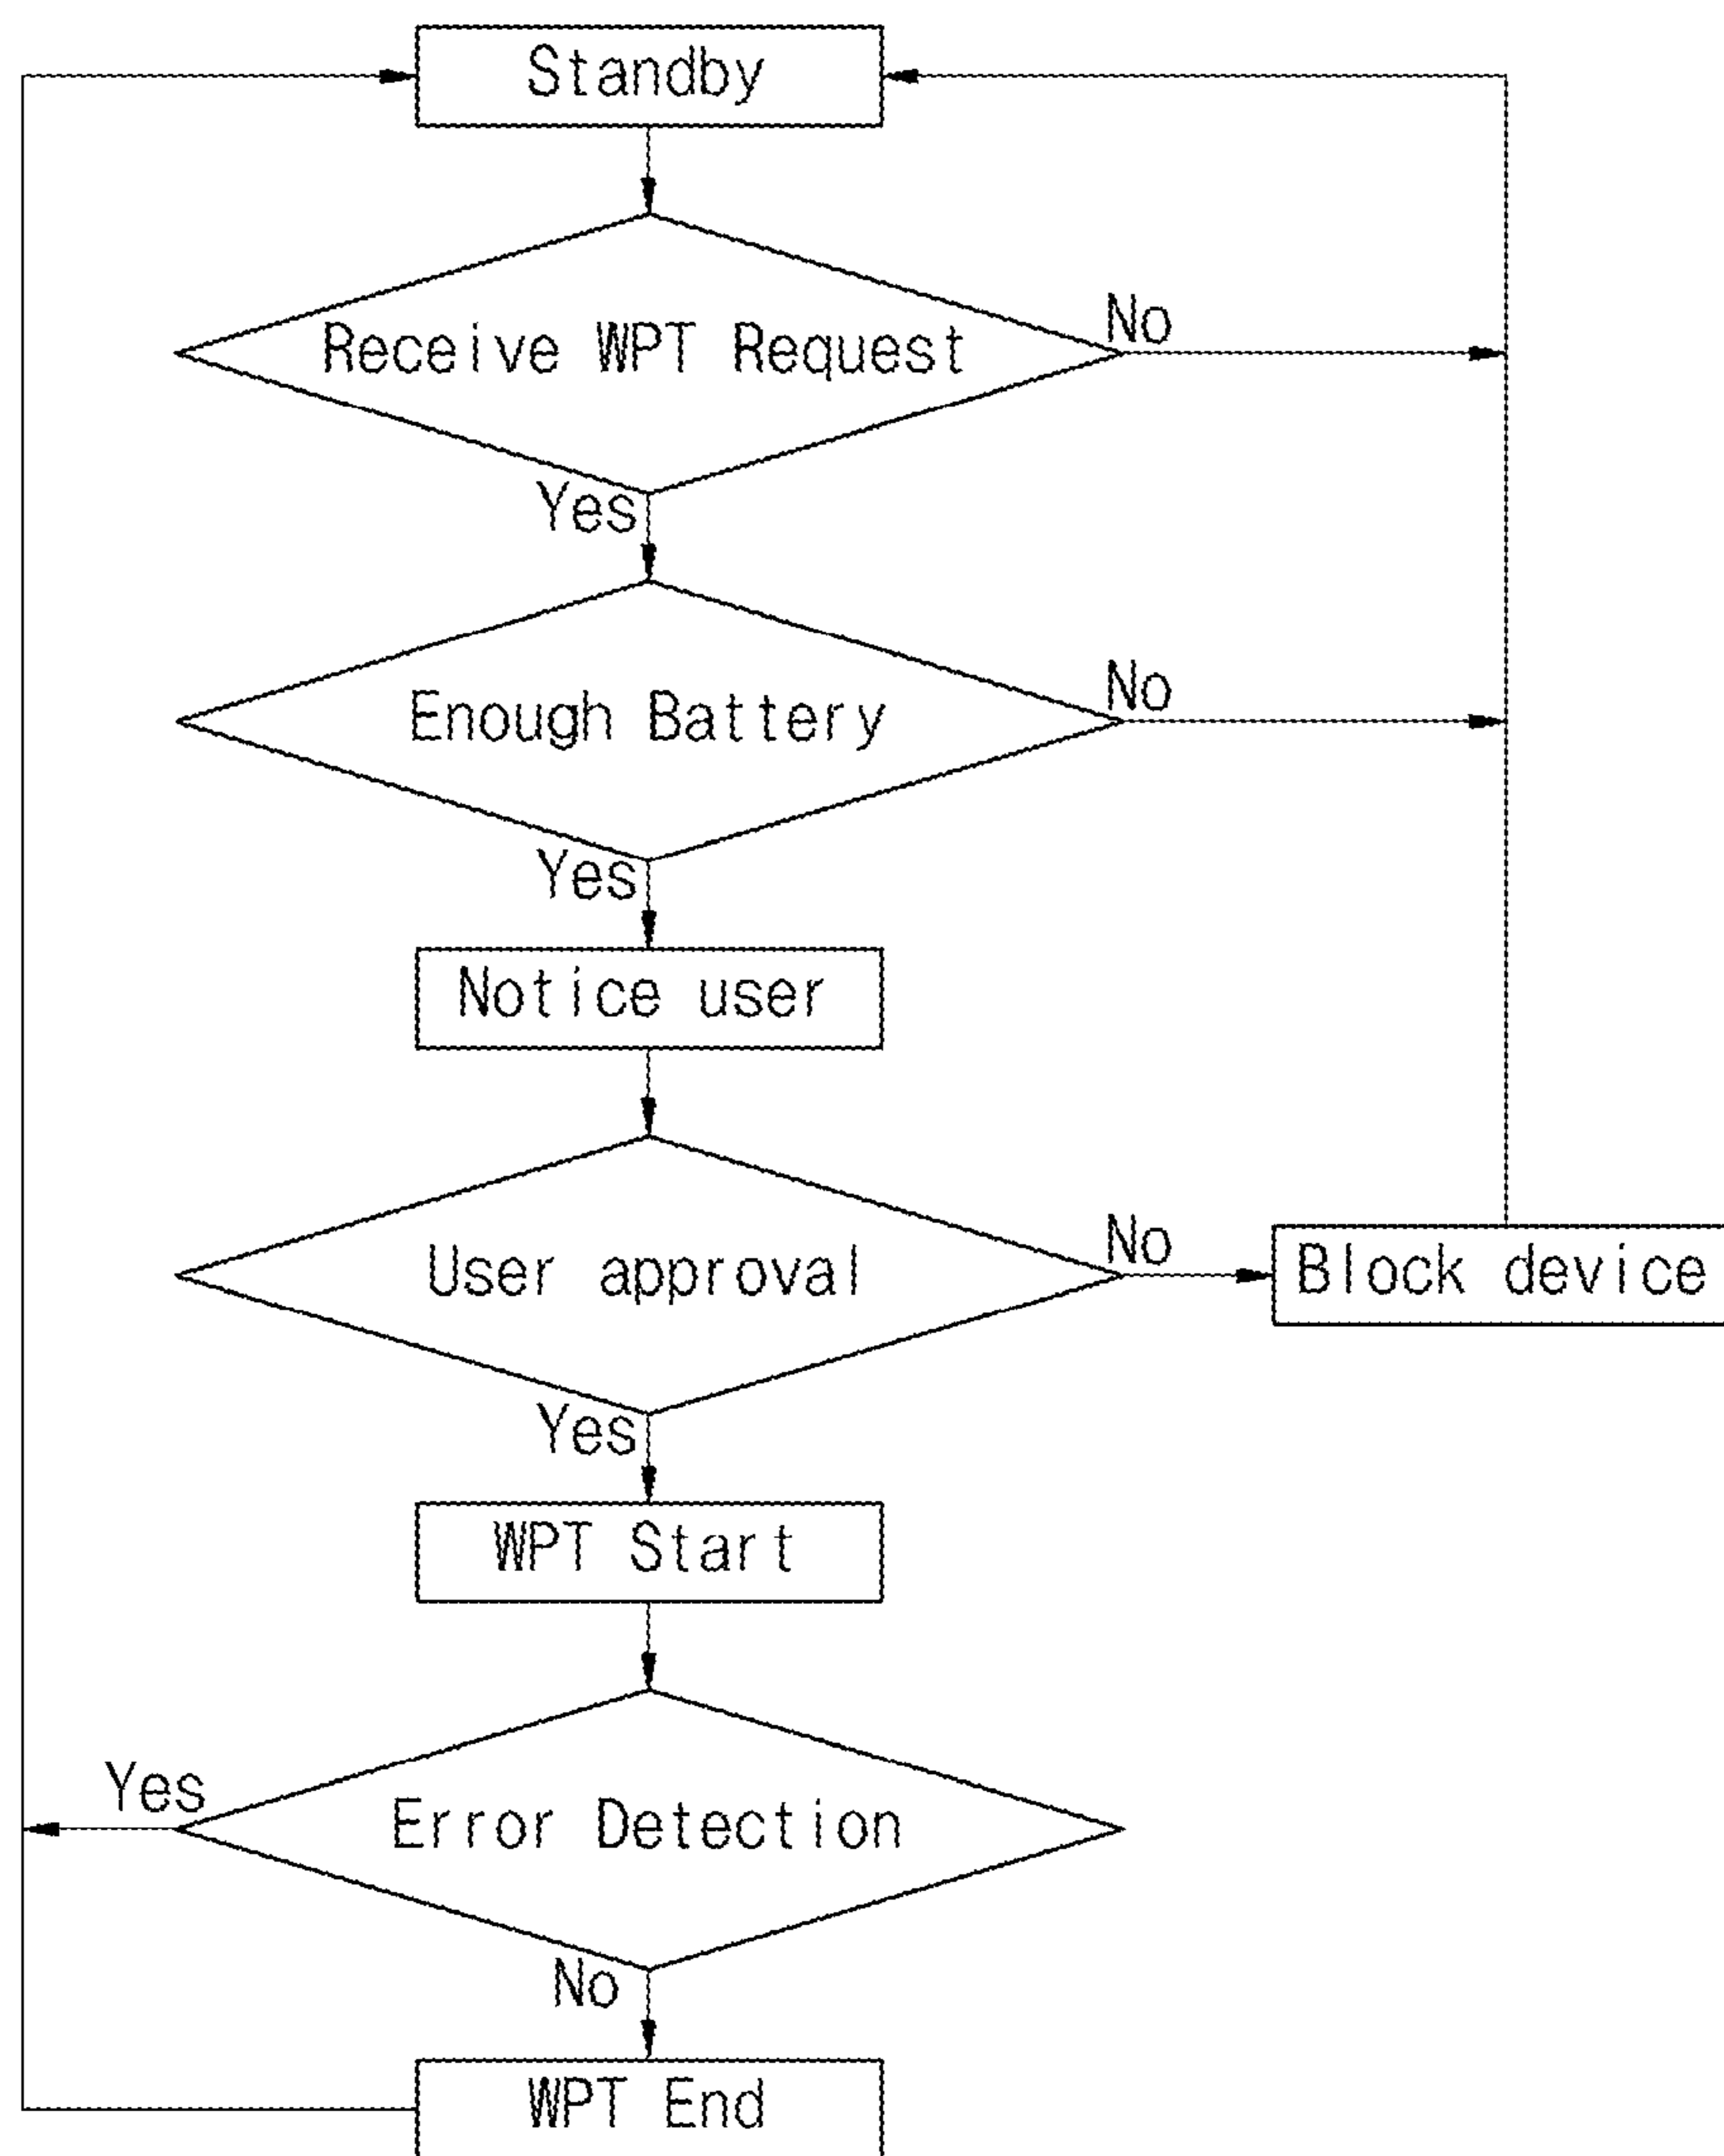 Standby
Receive WPT Request
No
Yes
Enough Battery
No
Yes
Notice user
User approval
No
Block device
Yes
WPT Start
Yes
Error Detection
No
WPT End